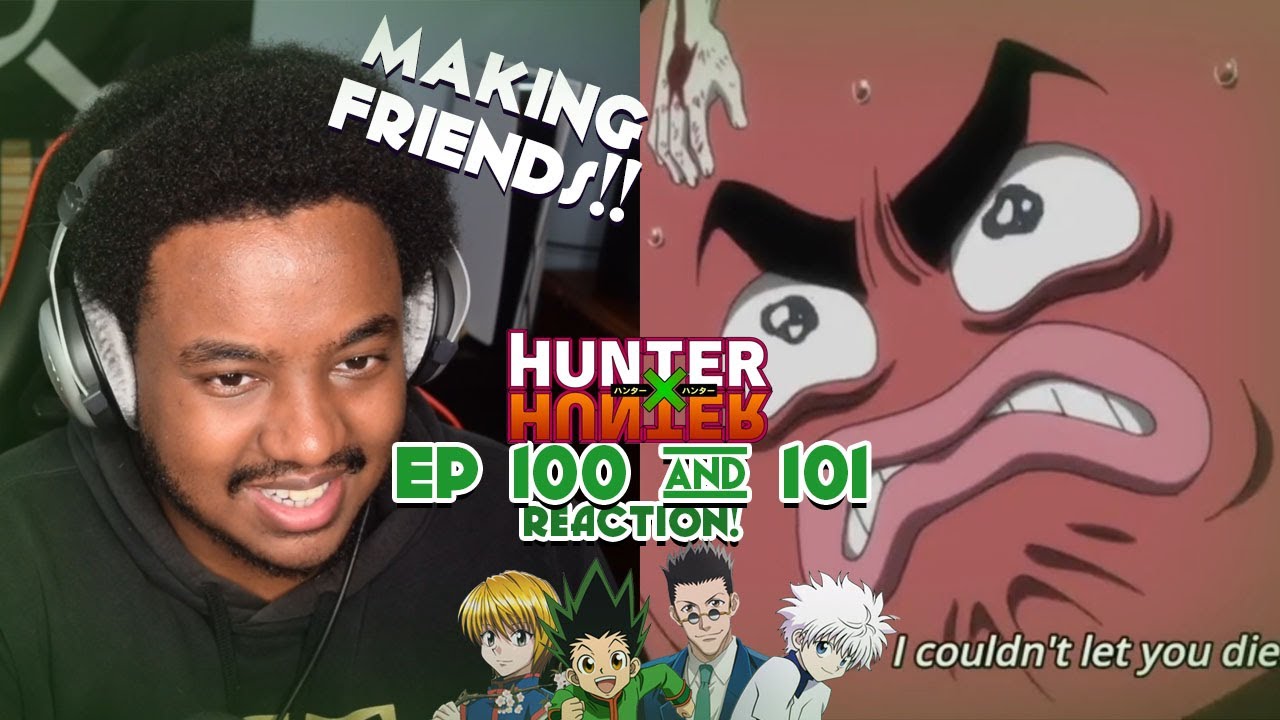 MAKING
FRIENDS!!
HUNTER
ハンター×ハンター
HUNTER
EP 100 AND 101
REACTION!
I couldn't let you die